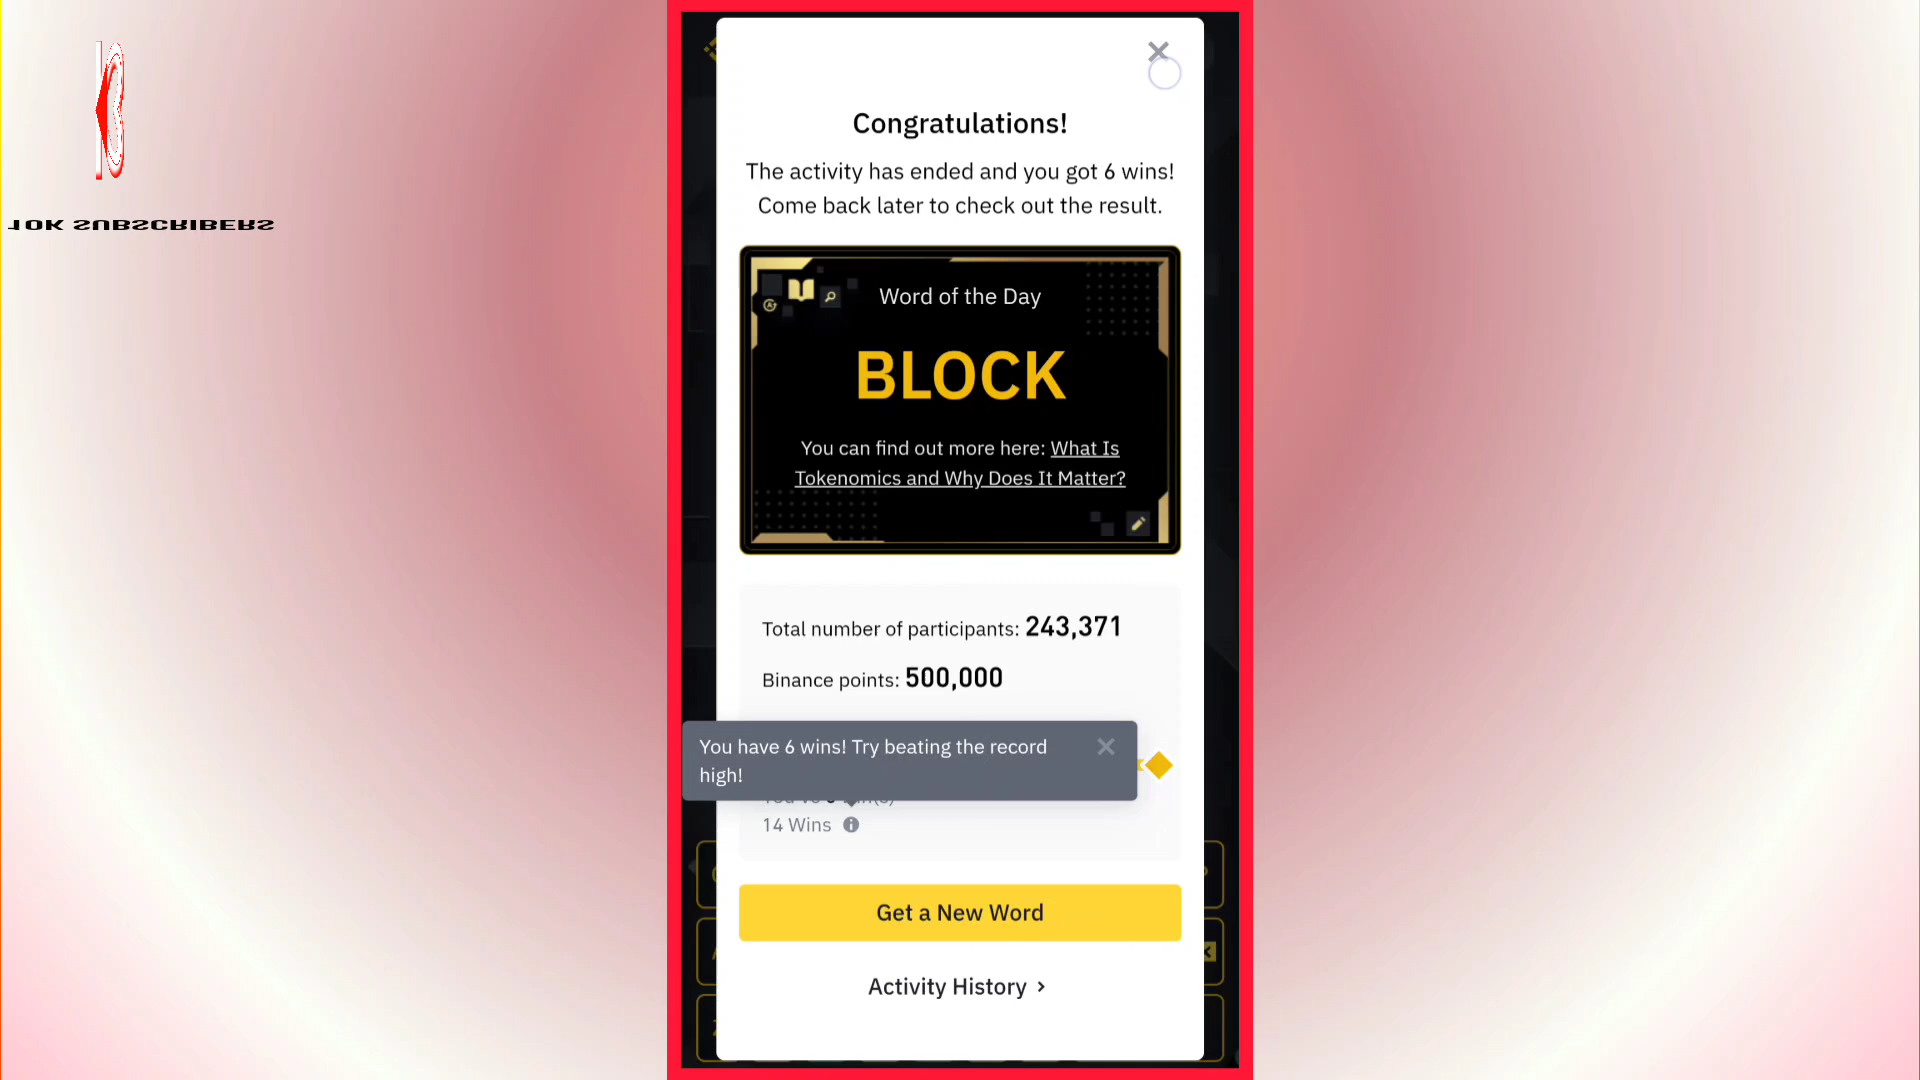 10K SUBSCRIBERS
Congratulations!
The activity has ended and you got 6 wins!
Come back later to check out the result.
Word of the Day
BLOCK
You can find out more here: What Is
Tokenomics and Why Does It Matter?
Total number of participants: 243,371
Binance points: 500,000
You have 6 wins! Try beating the record
high!
14 Wins
Get a New Word
Activity History